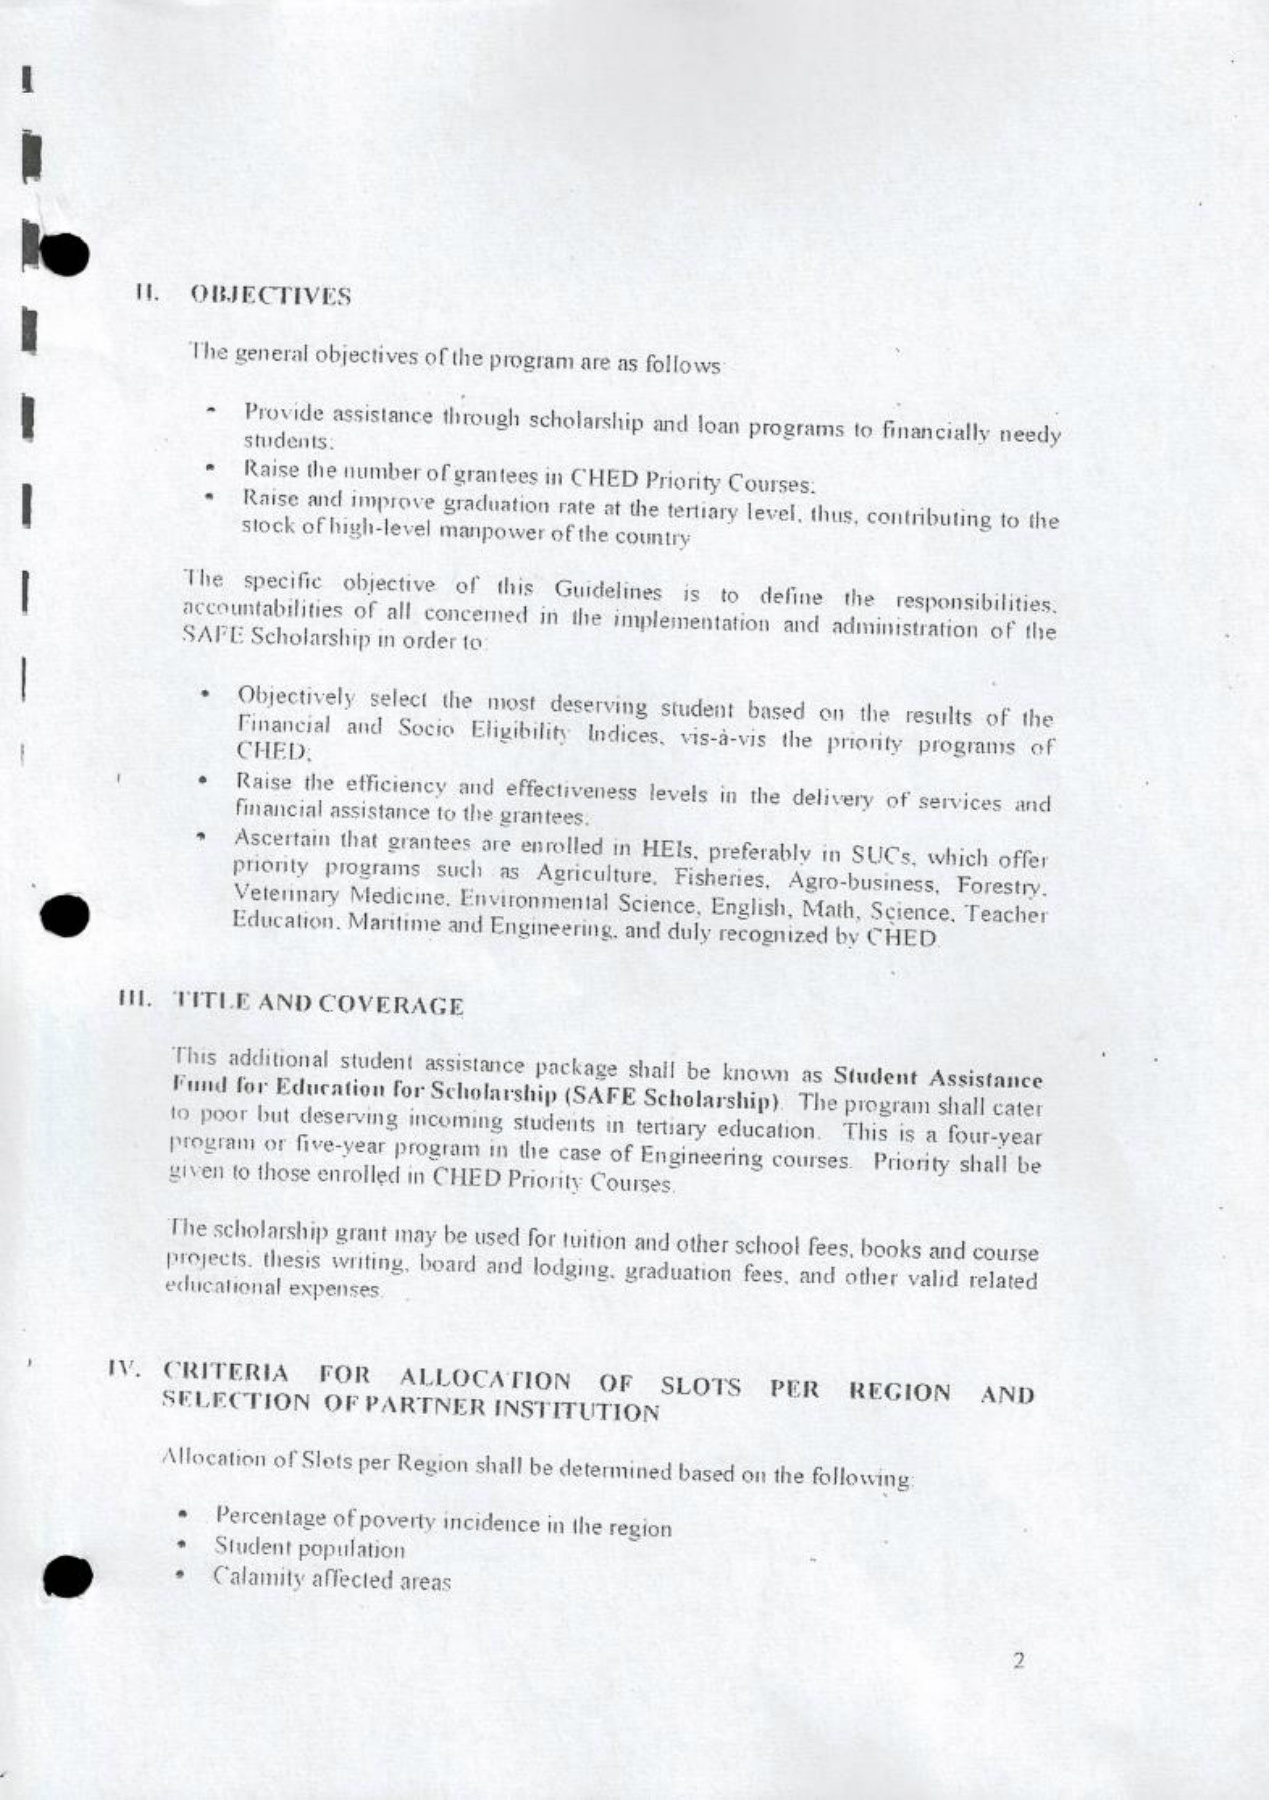 II. OBJECTIVES
The general objectives of the program are as follows:
- Provide assistance through scholarship and loan programs to financially needy
students;
• Raise the number of grantees in CHED Priority Courses;
• Raise and improve graduation rate at the tertiary level, thus, contributing to the
stock of high-level manpower of the country
The specific objective of this Guidelines is to define the responsibilities,
accountabilities of all concerned in the implementation and administration of the
SAFE Scholarship in order to:
• Objectively select the most deserving student based on the results of the
Financial and Socio Eligibility Indices, vis-à-vis the priority programs of
CHED;
• Raise the efficiency and effectiveness levels in the delivery of services and
financial assistance to the grantees.
• Ascertain that grantees are enrolled in HEIs, preferably in SUCs, which offer
priority programs such as Agriculture, Fisheries, Agro-business, Forestry,
Veterinary Medicine, Environmental Science, English, Math, Science, Teacher
Education, Maritime and Engineering, and duly recognized by CHED.
III. TITLE AND COVERAGE
This additional student assistance package shall be known as Student Assistance
Fund for Education for Scholarship (SAFE Scholarship). The program shall cater
to poor but deserving incoming students in tertiary education. This is a four-year
program or five-year program in the case of Engineering courses. Priority shall be
given to those enrolled in CHED Priority Courses.
The scholarship grant may be used for tuition and other school fees, books and course
projects, thesis writing, board and lodging, graduation fees, and other valid related
educational expenses.
IV. CRITERIA FOR ALLOCATION OF SLOTS PER REGION AND
SELECTION OF PARTNER INSTITUTION
Allocation of Slots per Region shall be determined based on the following:
• Percentage of poverty incidence in the region
• Student population
• Calamity affected areas
2